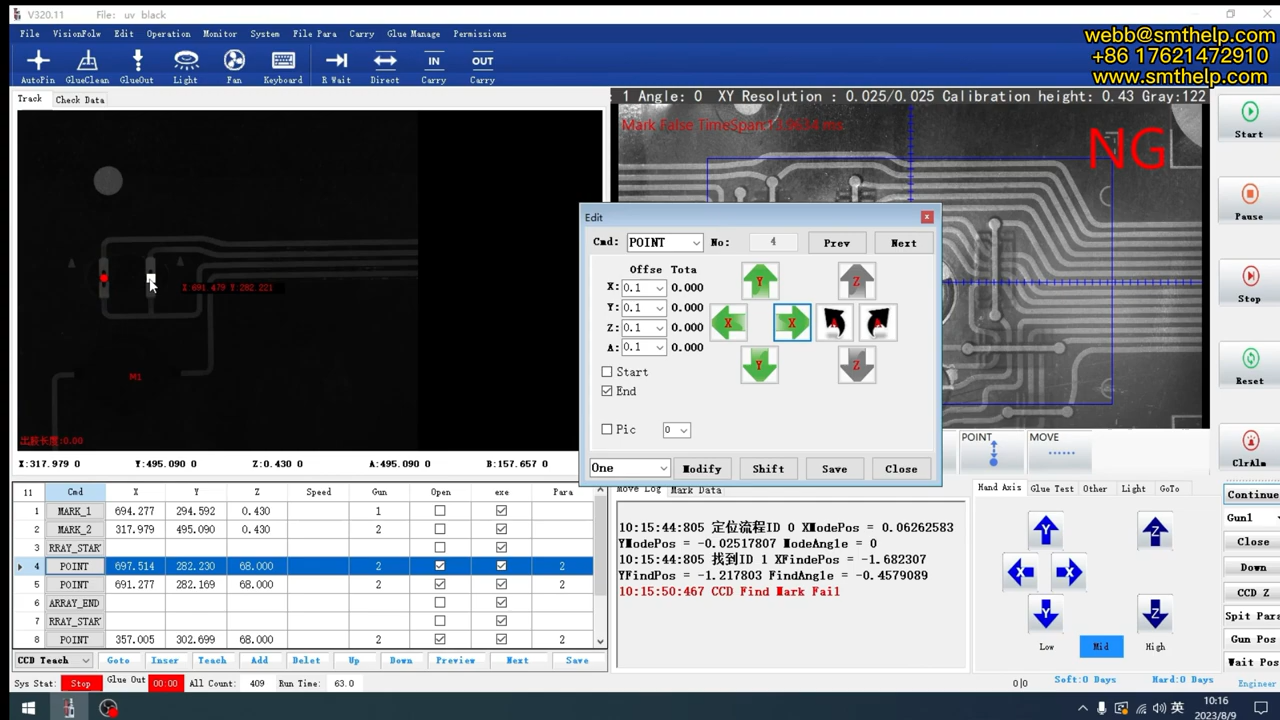 V320.11 File: uv black
webb@smthelp.com
+86 17621472910
www.smthelp.com
File VisionFolw Edit Operation Monitor System File Para Carry Glue Manage Permissions
IN OUT
AutoPin GlueClean GlueOut Light Fan Keyboard R Wait Direct Carry Carry
Track Check Data
: 1 Angle: 0 XY Resolution : 0.025/0.025 Calibration height: 0.43 Gray:122
NG
X 691.479 Y 282.221
M1
出胶长度:0.00
X:317.979 0 Y:495.090 0 Z:0.430 0 A:495.090 0 B:157.657 0
Edit
Cmd: POINT No: 4 Prev Next
Offse Tota
X: 0.1 0.000
Y: 0.1 0.000
Z: 0.1 0.000
A: 0.1 0.000
Y Z
X X A A
Y Z
Start
End
Pic 0
One Modify Shift Save Close
POINT MOVE
Start
Pause
Stop
Reset
ClrAlm
11 Cmd X Y Z Speed Gun Open exe Para
1 MARK_1 694.277 294.592 0.430 1
2 MARK_2 317.979 495.090 0.430 2
3 RRAY_STAR
4 POINT 697.514 282.230 68.000 2 2
5 POINT 691.277 282.169 68.000 2 2
6 ARRAY_END
7 RRAY_STAR
8 POINT 357.005 302.699 68.000 2 2
CCD Teach Goto Inser Teach Add Delet Up Down Preview Next Save
Sys Stat: Stop Glue Out 00:00 All Count: 409 Run Time: 63.0
Move Log Mark Data
10:15:44:805 定位流程ID 0 XModePos = 0.06262583
YModePos = -0.02517807 ModeAngle = 0
10:15:44:805 找到ID 1 XFindePos = -1.682307
YFindPos = -1.217803 FindAngle = -0.4579089
10:15:50:467 CCD Find Mark Fail
Hand Axis Glue Test Other Light GoTo
Y Z
X X
Y Z
Low Mid High
Continue
Gun1
Close
Down
CCD Z
Spit Para
Gun Pos
Wait Pos
0|0 Soft:0 Days Hard:0 Days Engineer
英 10:16
2023/8/9